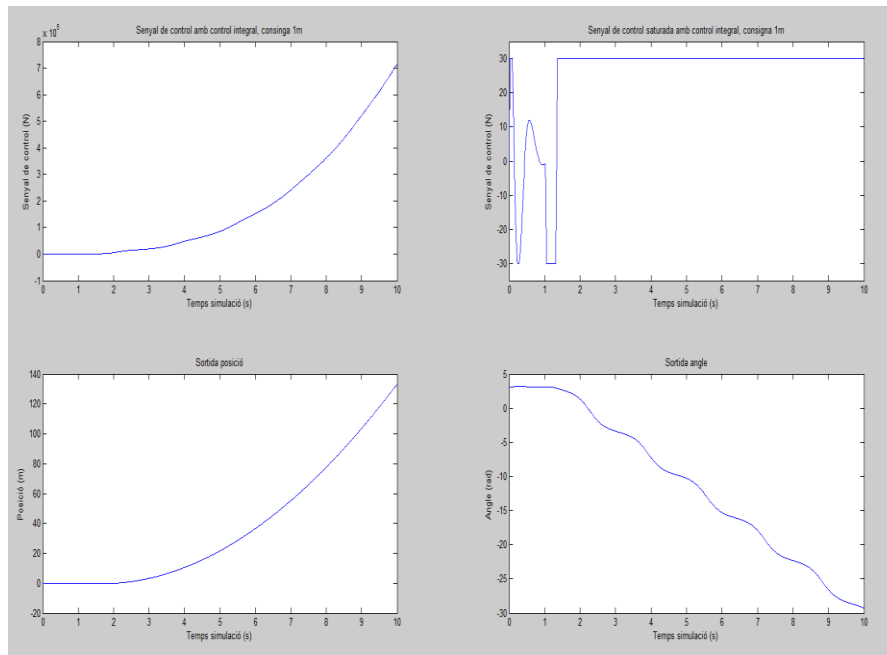 Senyal de control amb control integral, consinga 1m
x 10^5
8
7
6
5
4
3
2
1
0
-1
Senyal de control (N)
0 1 2 3 4 5 6 7 8 9 10
Temps simulació (s)
Senyal de control saturada amb control integral, consigna 1m
30
20
10
0
-10
-20
-30
Senyal de control (N)
0 1 2 3 4 5 6 7 8 9 10
Temps simulació (s)
Sortida posició
140
120
100
80
60
40
20
0
-20
Posició (m)
0 1 2 3 4 5 6 7 8 9 10
Temps simulació (s)
Sortida angle
5
0
-5
-10
-15
-20
-25
-30
Angle (rad)
0 1 2 3 4 5 6 7 8 9 10
Temps simulació (s)